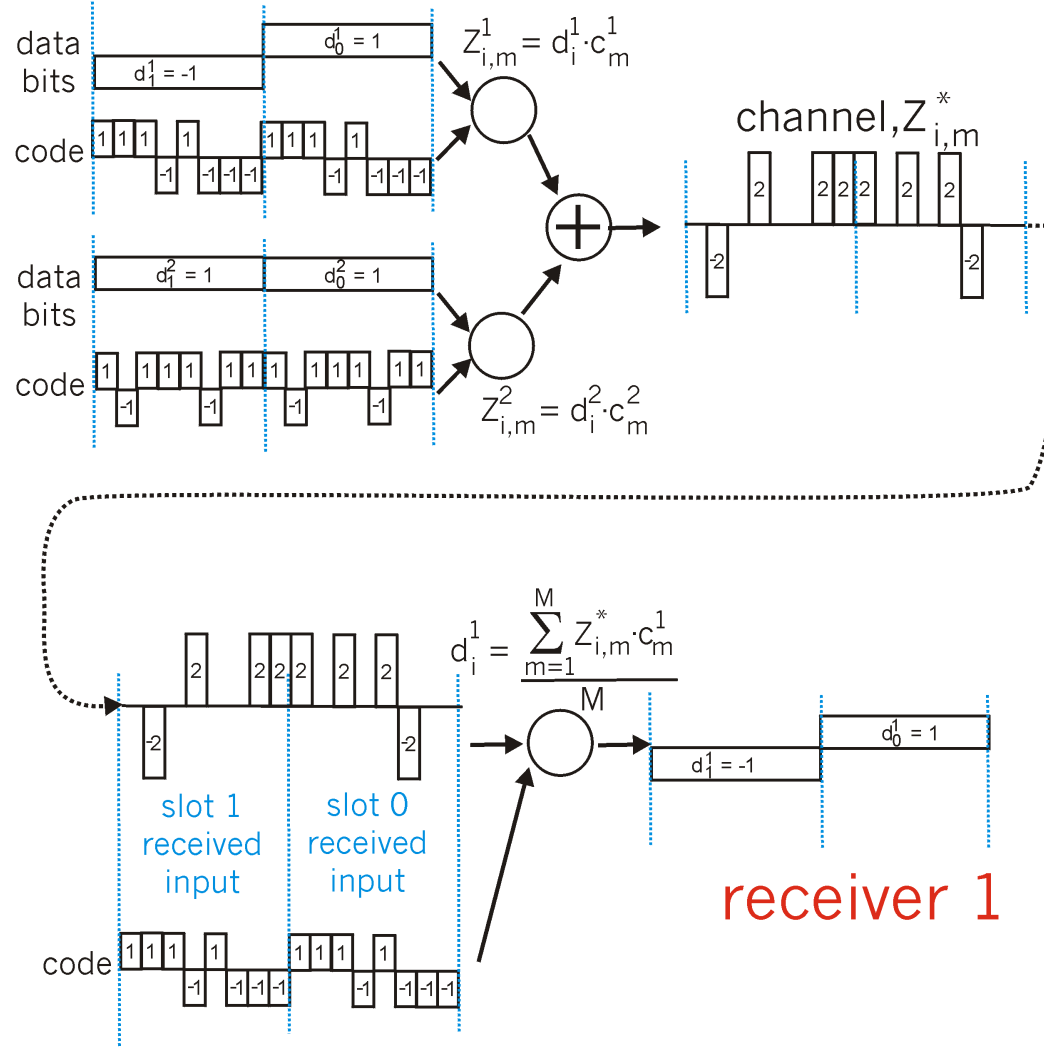 data bits
d₁¹ = -1
d₀¹ = 1
code
1 1 1 -1 1 -1 -1 -1 1 1 1 -1 1 -1 -1 -1
Z¹i,m = d¹i·c¹m
data bits
d₁² = 1
d₀² = 1
code
1 -1 1 1 1 -1 1 1 1 -1 1 1 1 -1 1 1
Z²i,m = d²i·c²m
+
channel, Z*i,m
-2 2 2 2 2 2 2 -2
-2 2 2 2 2 2 2 -2
slot 1
received
input
slot 0
received
input
code
1 1 1 -1 1 -1 -1 -1 1 1 1 -1 1 -1 -1 -1
M
d¹i = Σ Z*i,m·c¹m
m=1
M
d₁¹ = -1
d₀¹ = 1
receiver 1